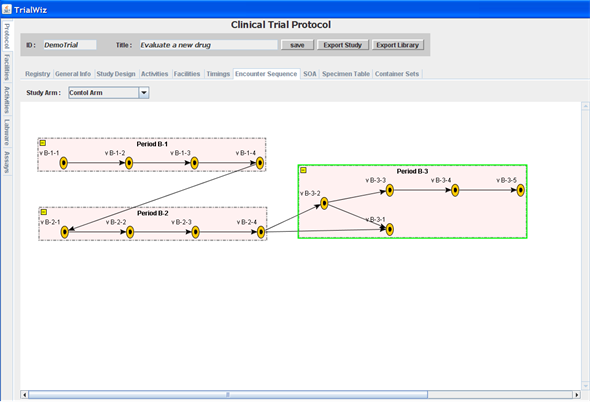 TrialWiz
Clinical Trial Protocol
ID : DemoTrial Title : Evaluate a new drug save Export Study Export Library
Registry General Info Study Design Activities Facilities Timings Encounter Sequence SOA Specimen Table Container Sets
Protocol
Facilities
Activities
Labware
Assays
Study Arm : Contol Arm
Period B-1
v B-1-1 v B-1-2 v B-1-3 v B-1-4
Period B-3
v B-3-3 v B-3-4 v B-3-5
v B-3-2
v B-3-1
Period B-2
v B-2-1 v B-2-2 v B-2-3 v B-2-4